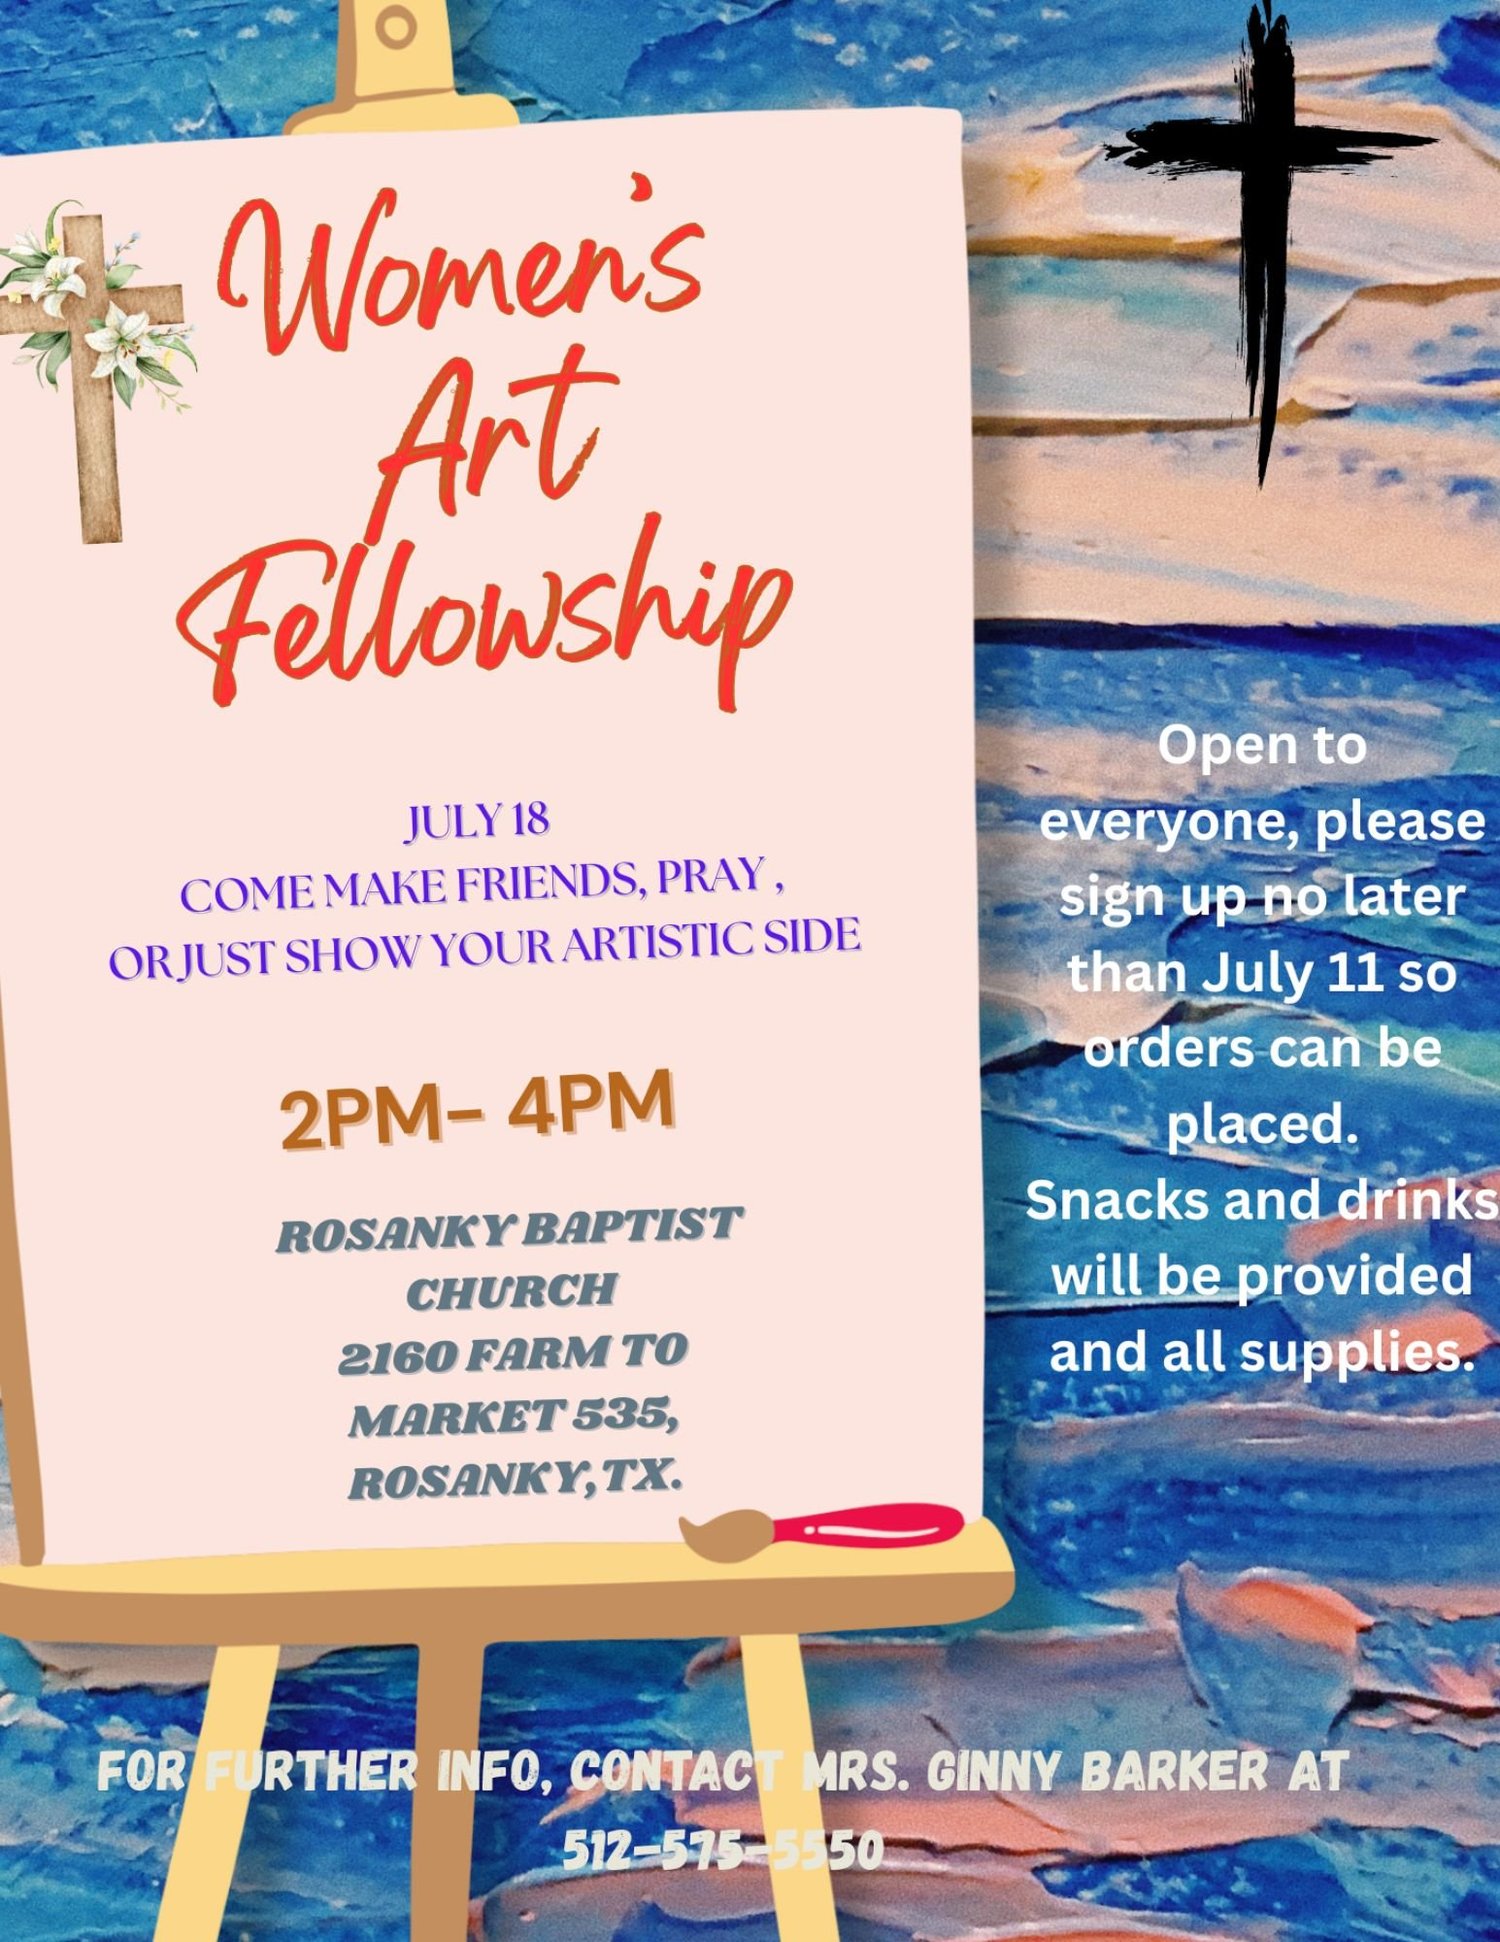 Women's
Art
Fellowship
JULY 18
COME MAKE FRIENDS, PRAY ,
OR JUST SHOW YOUR ARTISTIC SIDE
2PM- 4PM
ROSANKY BAPTIST
CHURCH
2160 FARM TO
MARKET 535,
ROSANKY, TX.
Open to
everyone, please
sign up no later
than July 11 so
orders can be
placed.
Snacks and drinks
will be provided
and all supplies.
FOR FURTHER INFO, CONTACT MRS. GINNY BARKER AT
512-575-5550